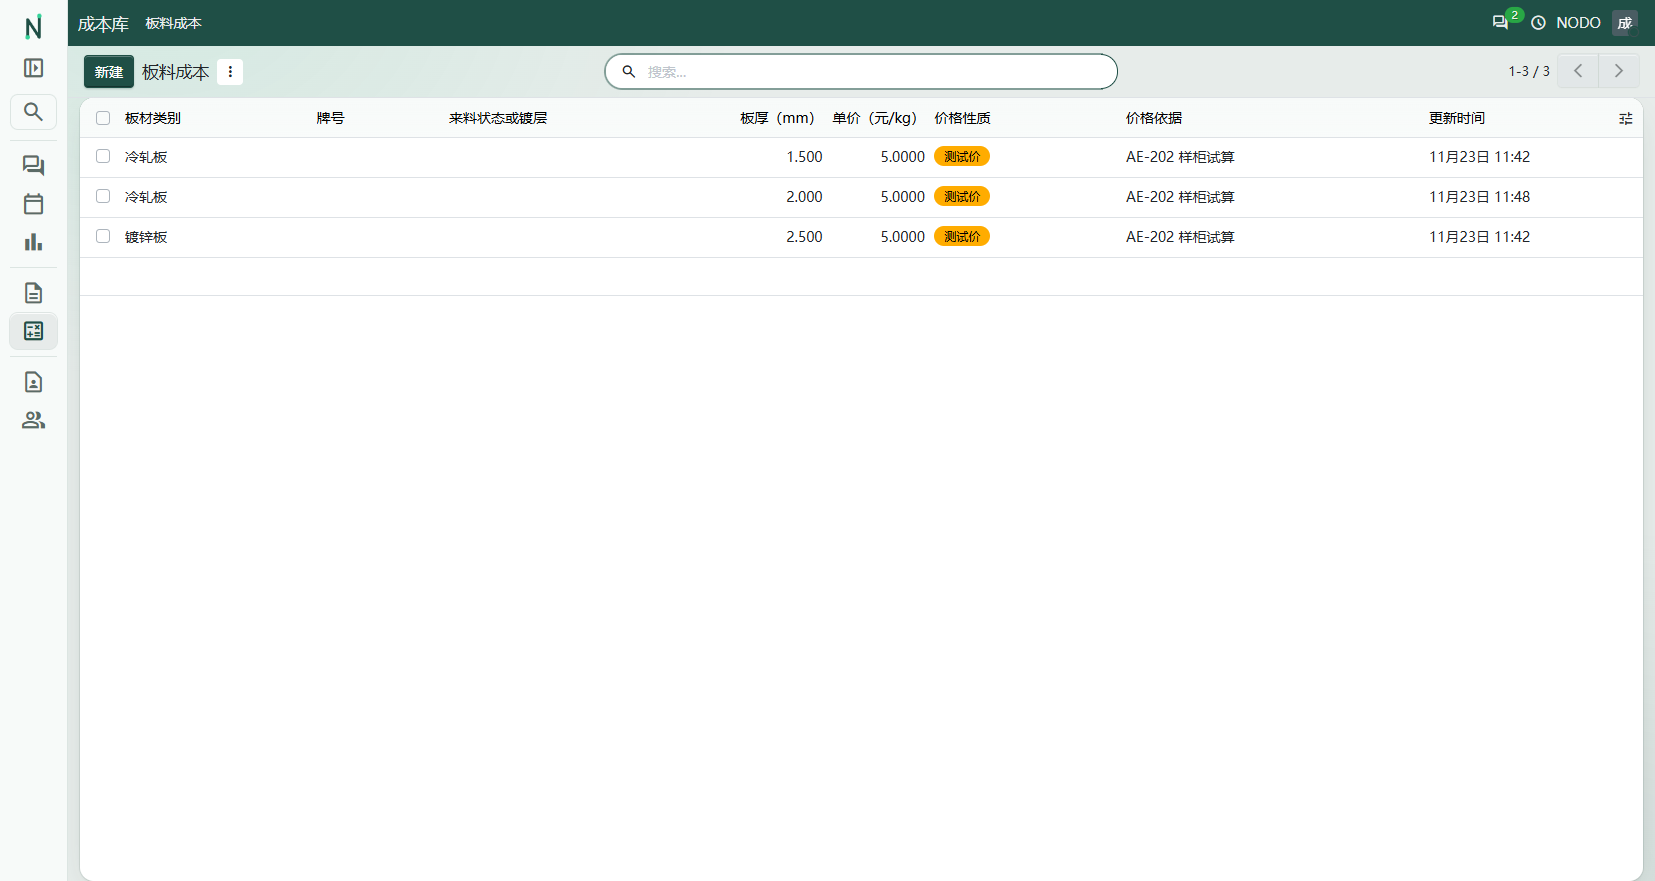 成本库 板料成本 2 NODO 成
新建 板料成本 搜索... 1-3 / 3
板材类别 牌号 来料状态或镀层 板厚（mm） 单价（元/kg） 价格性质 价格依据 更新时间
冷轧板 1.500 5.0000 测试价 AE-202 样柜试算 11月23日 11:42
冷轧板 2.000 5.0000 测试价 AE-202 样柜试算 11月23日 11:48
镀锌板 2.500 5.0000 测试价 AE-202 样柜试算 11月23日 11:42